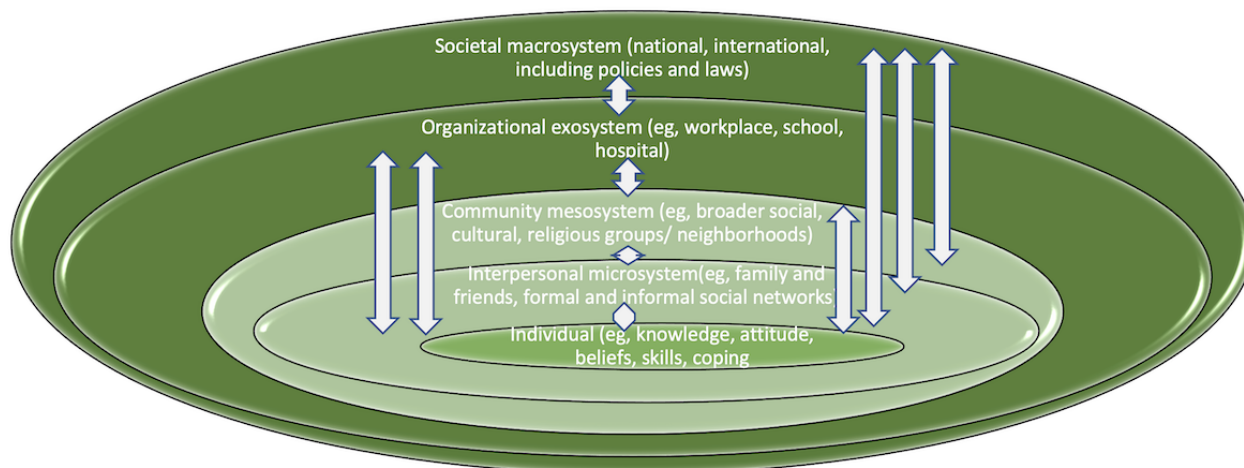 Societal macrosystem (national, international,
including policies and laws)
Organizational exosystem (eg, workplace, school,
hospital)
Community mesosystem (eg, broader social,
cultural, religious groups/ neighborhoods)
Interpersonal microsystem(eg, family and
friends, formal and informal social networks)
Individual (eg, knowledge, attitude,
beliefs, skills, coping